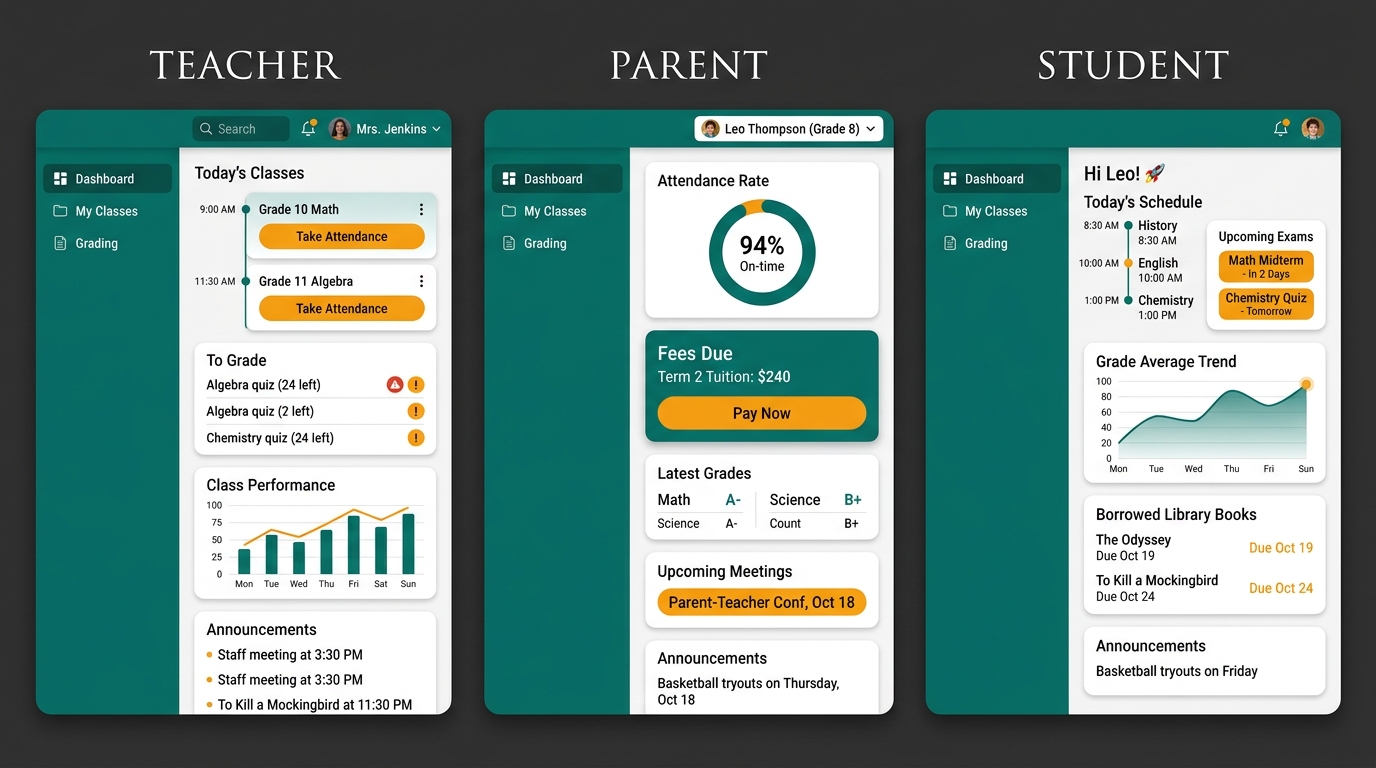 TEACHER
Search
Mrs. Jenkins
Dashboard
My Classes
Grading
Today's Classes
9:00 AM
Grade 10 Math
Take Attendance
11:30 AM
Grade 11 Algebra
Take Attendance
To Grade
Algebra quiz (24 left)
!
Algebra quiz (2 left)
!
Chemistry quiz (24 left)
!
Class Performance
100
75
50
25
0
Mon Tue Wed Thu Fri Sat Sun
Announcements
Staff meeting at 3:30 PM
Staff meeting at 3:30 PM
To Kill a Mockingbird at 11:30 PM
PARENT
Leo Thompson (Grade 8)
Dashboard
My Classes
Grading
Attendance Rate
94%
On-time
Fees Due
Term 2 Tuition: $240
Pay Now
Latest Grades
Math A- Science B+
Science A- Count B+
Upcoming Meetings
Parent-Teacher Conf, Oct 18
Announcements
Basketball tryouts on Thursday,
Oct 18
STUDENT
Dashboard
My Classes
Grading
Hi Leo! 🚀
Today's Schedule
8:30 AM
History
8:30 AM
10:00 AM
English
10:00 AM
1:00 PM
Chemistry
1:00 PM
Upcoming Exams
Math Midterm
- In 2 Days
Chemistry Quiz
- Tomorrow
Grade Average Trend
100
80
60
40
20
0
Mon Tue Wed Thu Fri Sun
Borrowed Library Books
The Odyssey
Due Oct 19
Due Oct 19
To Kill a Mockingbird
Due Oct 24
Due Oct 24
Announcements
Basketball tryouts on Friday